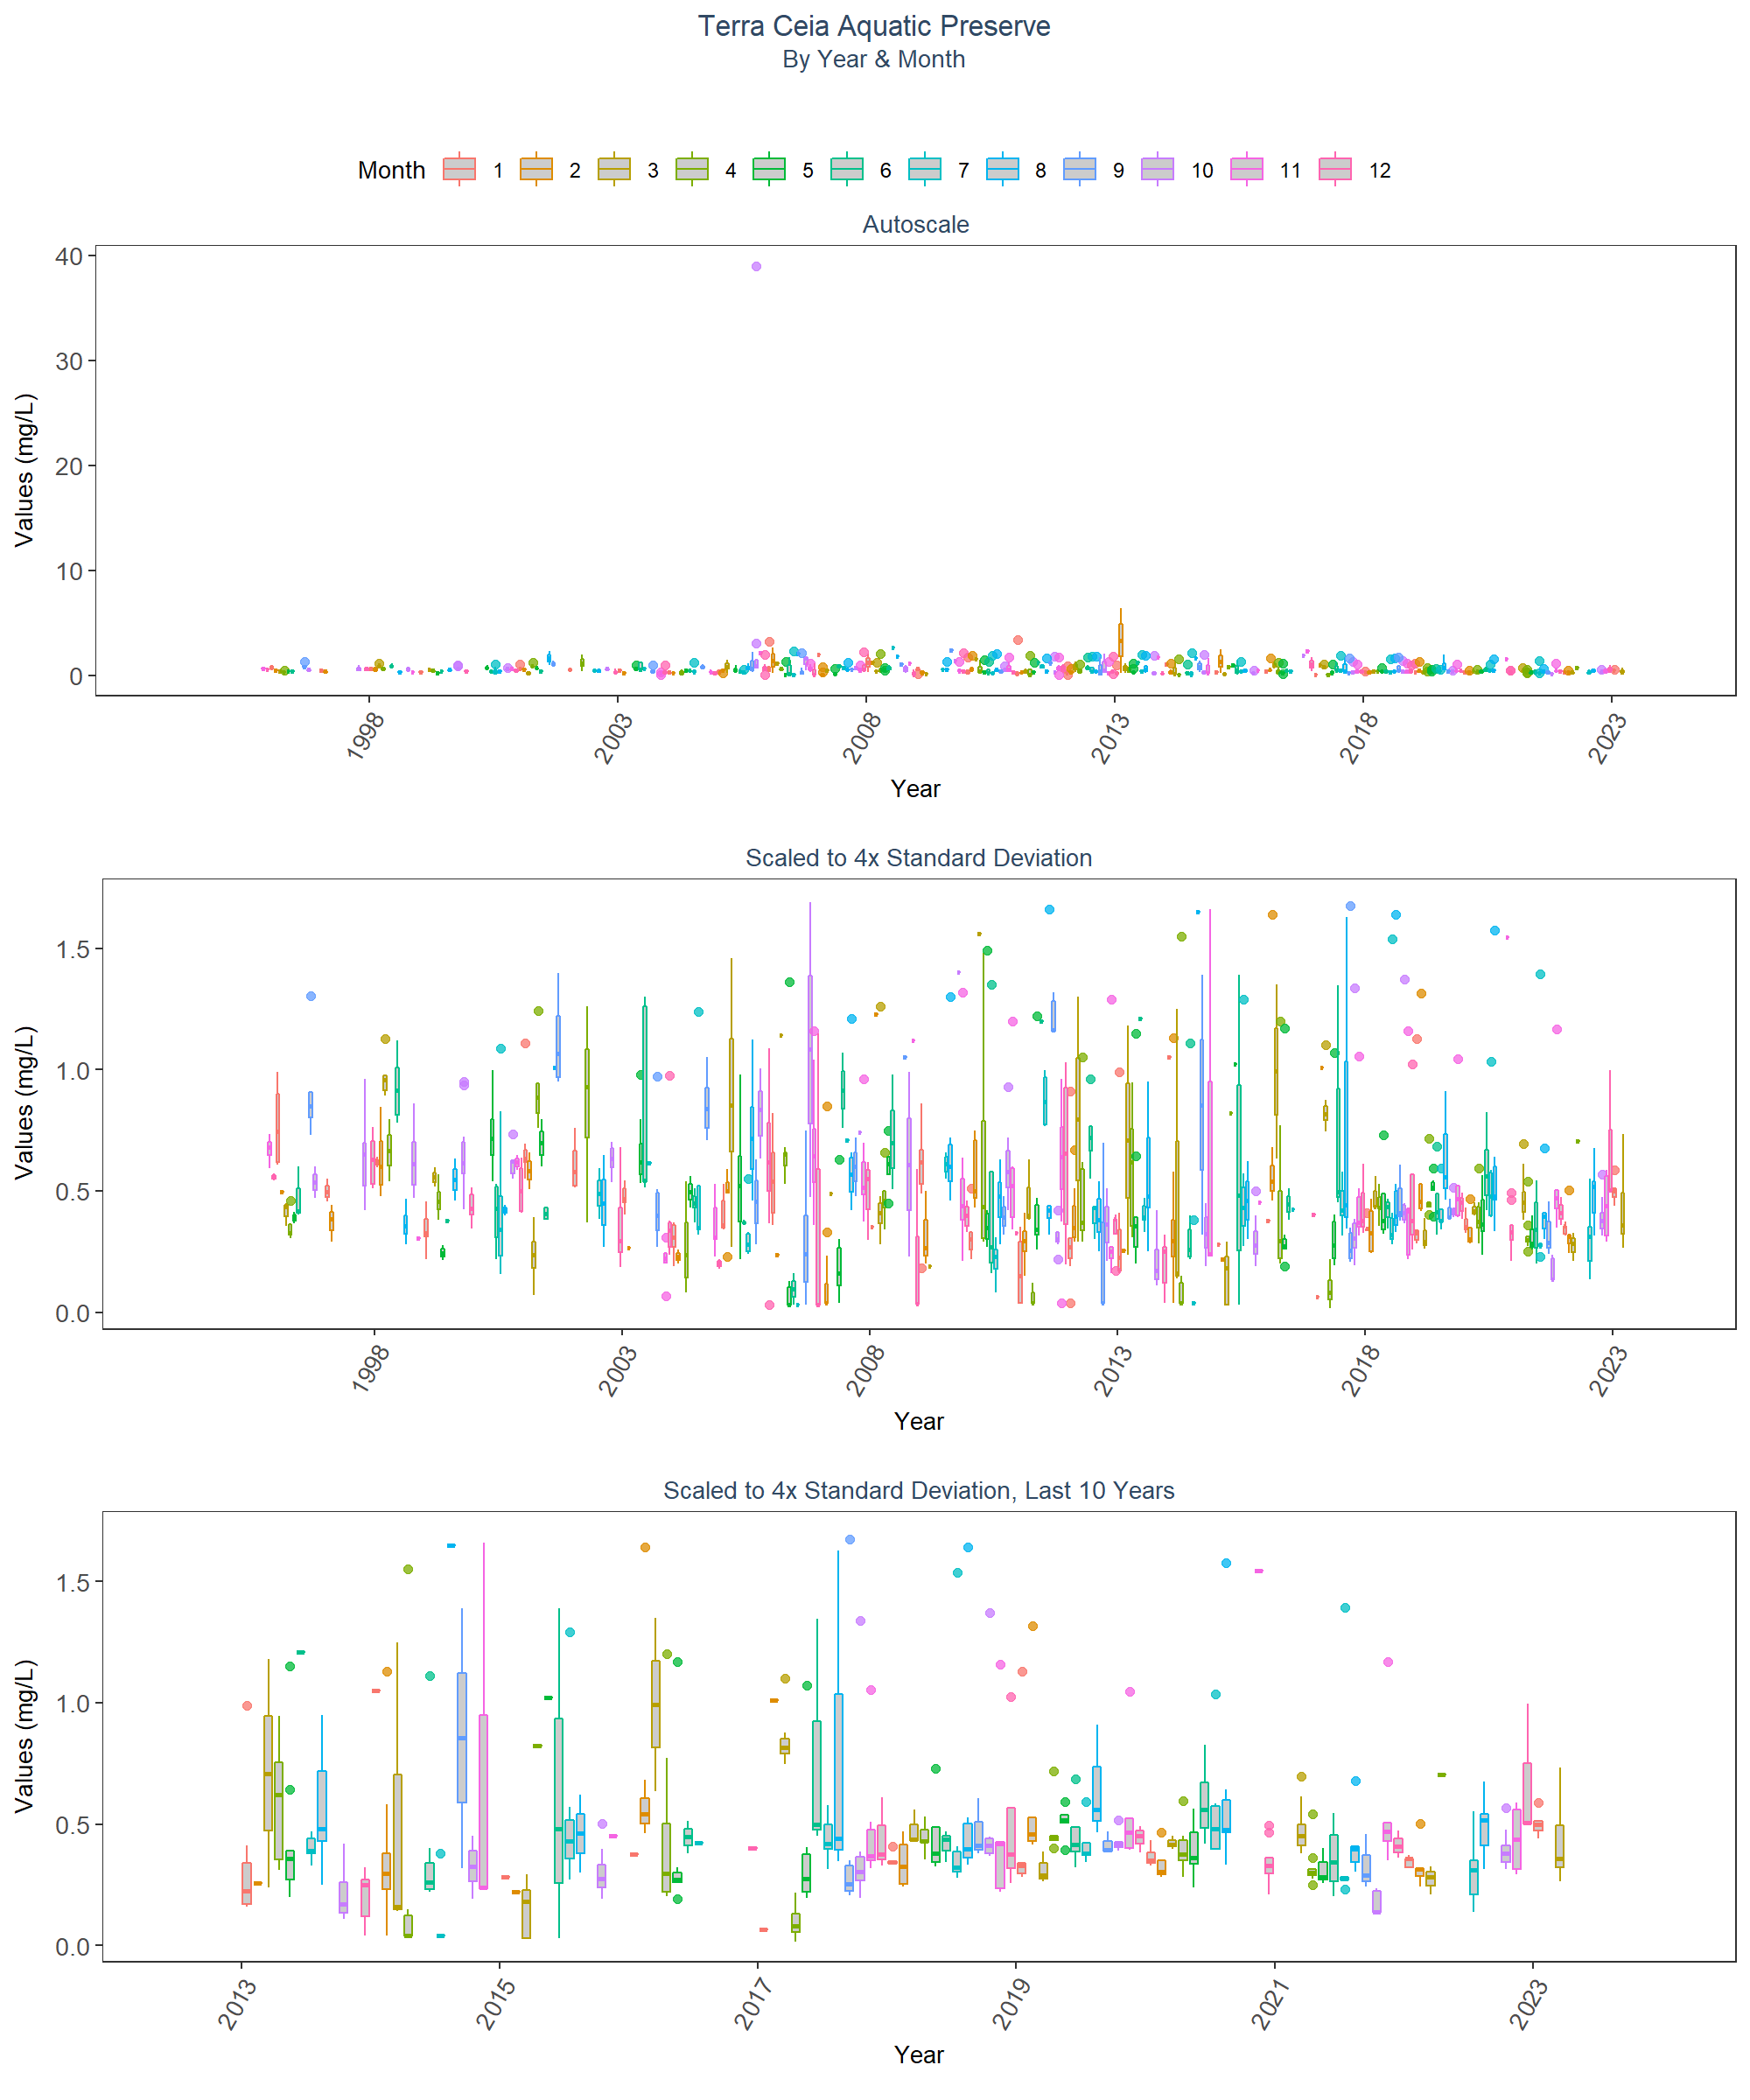 Terra Ceia Aquatic Preserve
By Year & Month
Month 1 2 3 4 5 6 7 8 9 10 11 12
Autoscale
Values (mg/L)
40
30
20
10
0
1998 2003 2008 2013 2018 2023
Year
Scaled to 4x Standard Deviation
Values (mg/L)
1.5
1.0
0.5
0.0
1998 2003 2008 2013 2018 2023
Year
Scaled to 4x Standard Deviation, Last 10 Years
Values (mg/L)
1.5
1.0
0.5
0.0
2013 2015 2017 2019 2021 2023
Year